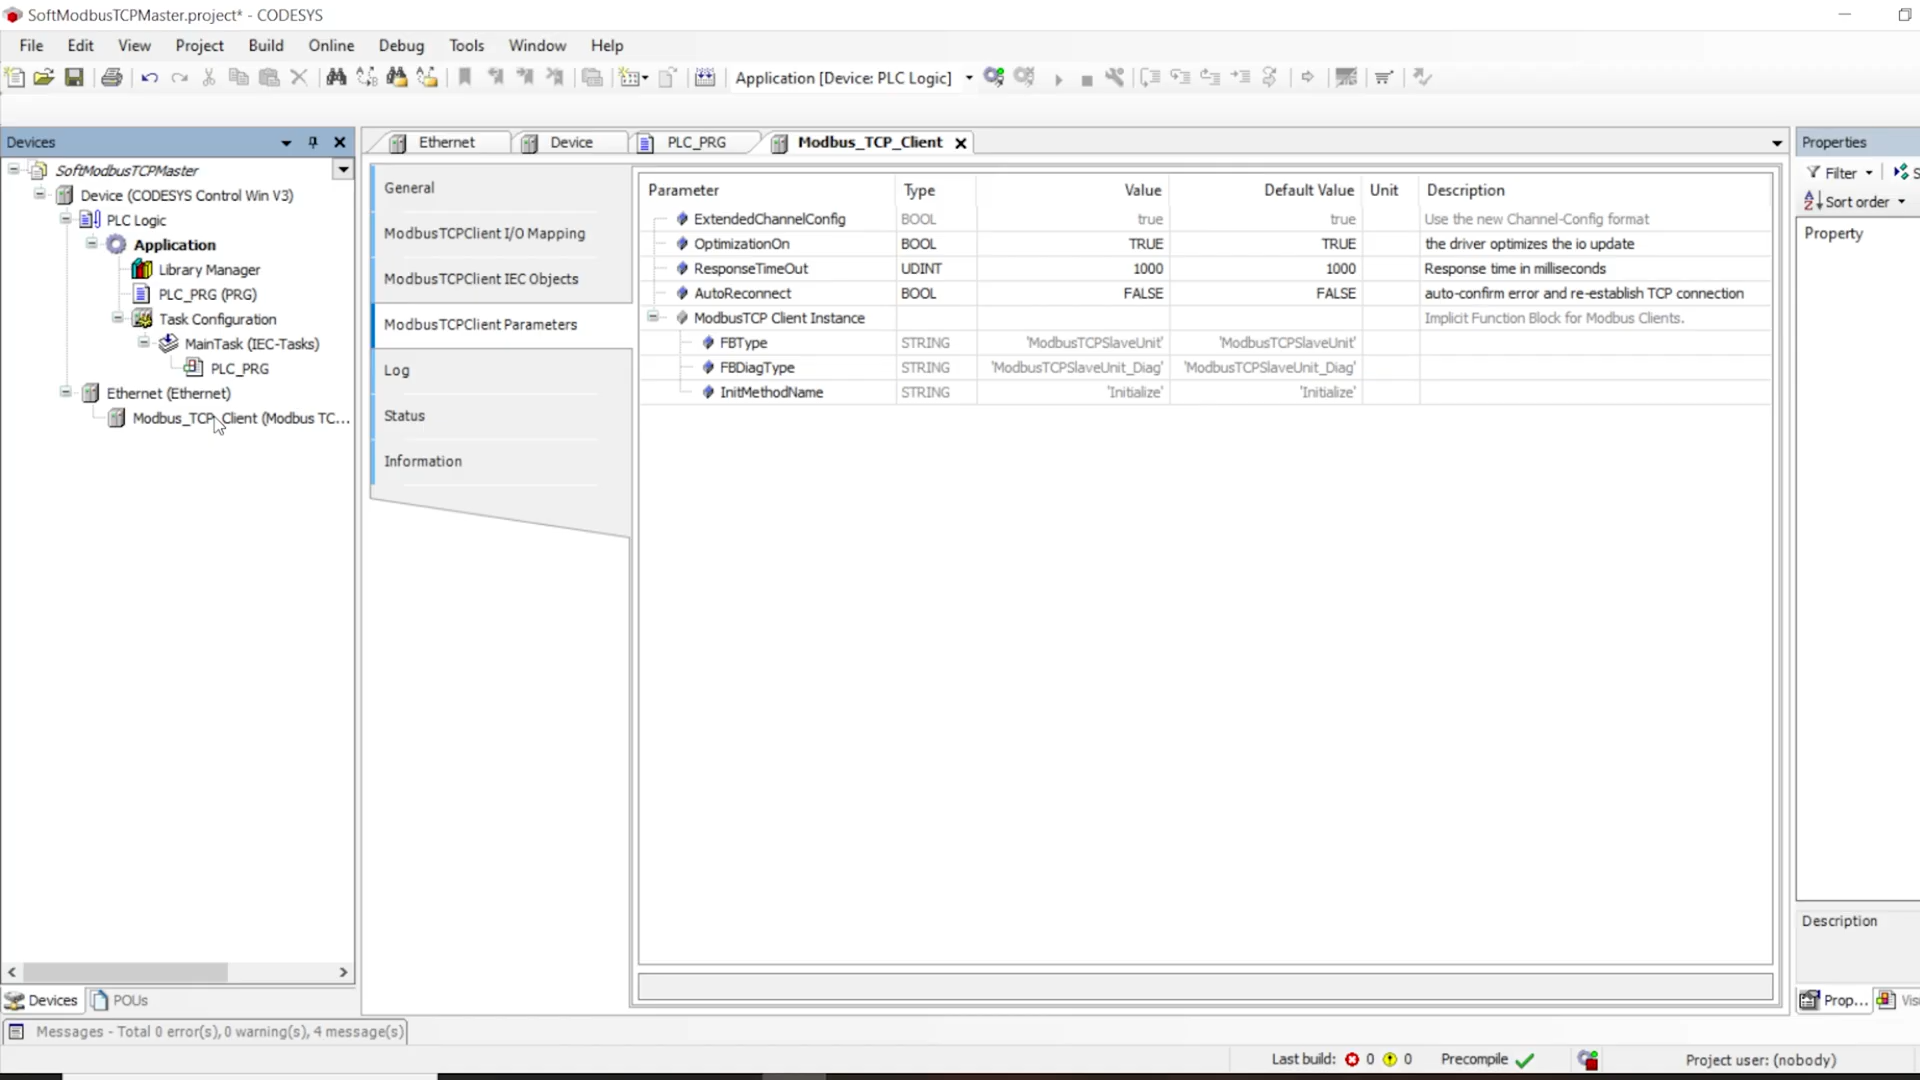 SoftModbusTCPMaster.project* - CODESYS
File Edit View Project Build Online Debug Tools Window Help
Application [Device: PLC Logic]
Devices
SoftModbusTCPMaster
Device (CODESYS Control Win V3)
PLC Logic
Application
Library Manager
PLC_PRG (PRG)
Task Configuration
MainTask (IEC-Tasks)
PLC_PRG
Ethernet (Ethernet)
Modbus_TCP_Client (Modbus TC...
Devices POUs
Ethernet Device PLC_PRG Modbus_TCP_Client
General
ModbusTCPClient I/O Mapping
ModbusTCPClient IEC Objects
ModbusTCPClient Parameters
Log
Status
Information
Parameter Type Value Default Value Unit Description
ExtendedChannelConfig BOOL true true Use the new Channel-Config format
OptimizationOn BOOL TRUE TRUE the driver optimizes the io update
ResponseTimeOut UDINT 1000 1000 Response time in milliseconds
AutoReconnect BOOL FALSE FALSE auto-confirm error and re-establish TCP connection
ModbusTCP Client Instance Implicit Function Block for Modbus Clients.
FBType STRING 'ModbusTCPSlaveUnit' 'ModbusTCPSlaveUnit'
FBDiagType STRING 'ModbusTCPSlaveUnit_Diag' 'ModbusTCPSlaveUnit_Diag'
InitMethodName STRING 'Initialize' 'Initialize'
Properties
Filter S
Sort order
Property
Description
Prop... Vis
Messages - Total 0 error(s), 0 warning(s), 4 message(s)
Last build: 0 0 Precompile Project user: (nobody)